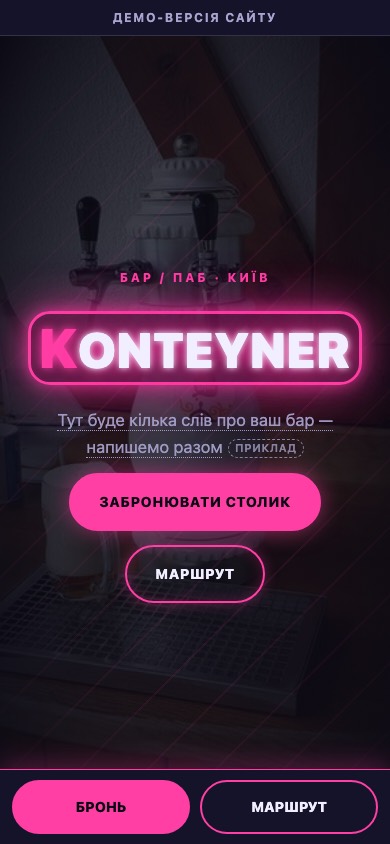 ДЕМО-ВЕРСІЯ САЙТУ
БАР / ПАБ · КИЇВ
KONTEYNER
Тут буде кілька слів про ваш бар —
напишемо разом ПРИКЛАД
ЗАБРОНЮВАТИ СТОЛИК
МАРШРУТ
БРОНЬ МАРШРУТ